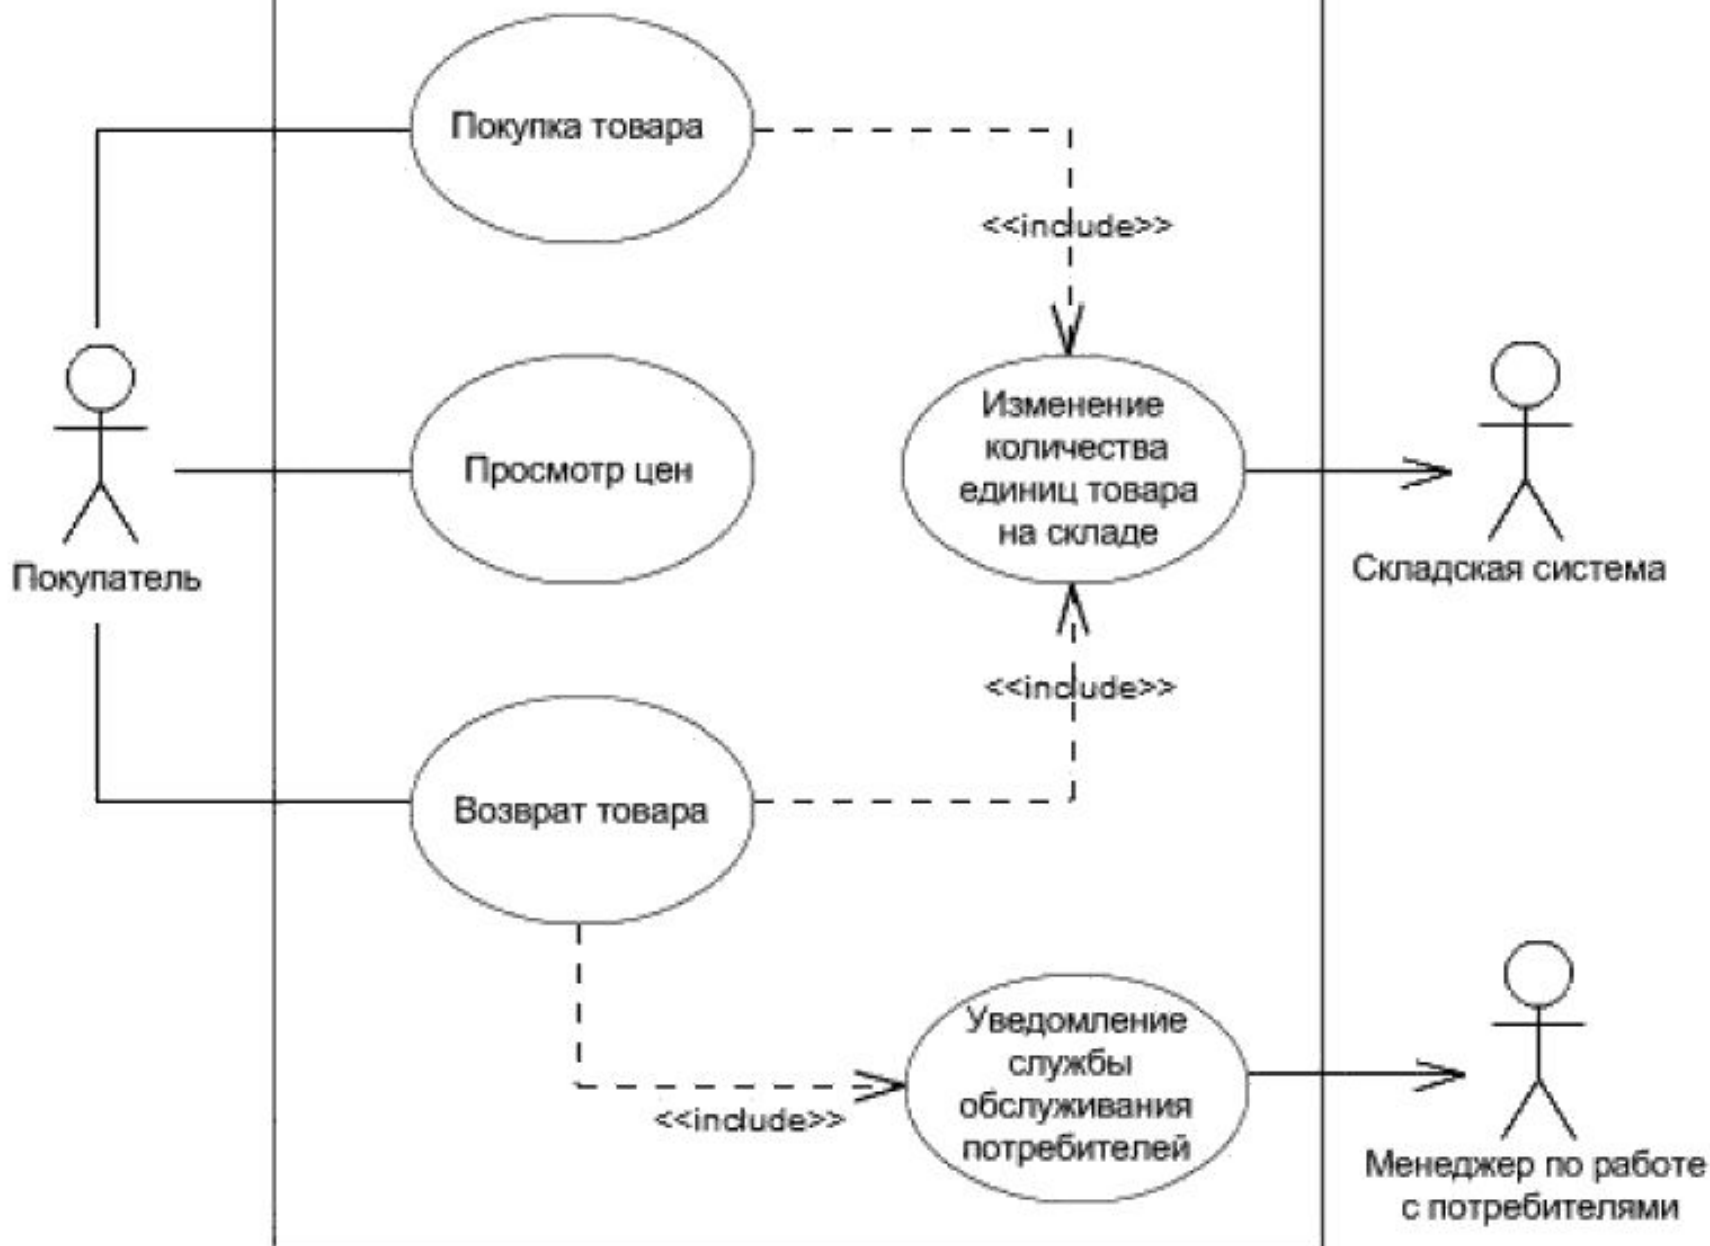 Покупка товара
<<include>>
Изменение
количества
единиц товара
на складе
Просмотр цен
Покупатель
Складская система
<<include>>
Возврат товара
Уведомление
службы
обслуживания
потребителей
<<include>>
Менеджер по работе
с потребителями